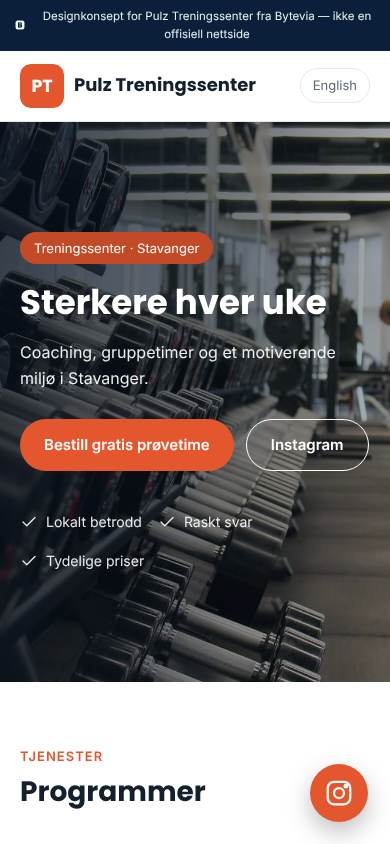 B
Designkonsept for Pulz Treningssenter fra Bytevia — ikke en
offisiell nettside
PT
Pulz Treningssenter
English
Treningssenter · Stavanger
Sterkere hver uke
Coaching, gruppetimer og et motiverende
miljø i Stavanger.
Bestill gratis prøvetime
Instagram
Lokalt betrodd
Raskt svar
Tydelige priser
TJENESTER
Programmer